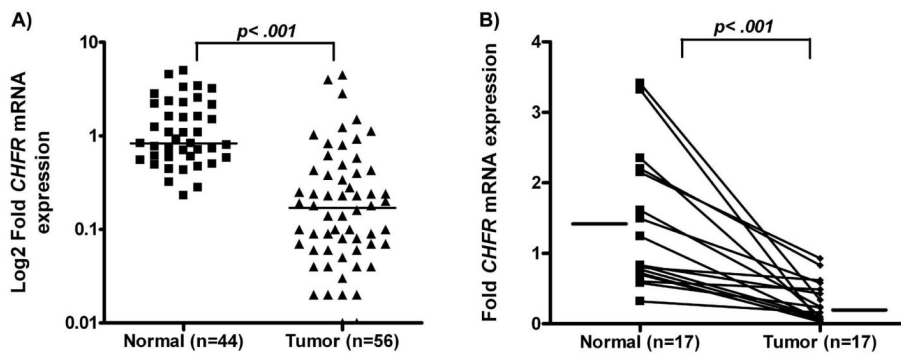 A)
p< .001
Log2 Fold CHFR mRNA
expression
10
1
0.1
0.01
Normal (n=44)
Tumor (n=56)
B)
p< .001
Fold CHFR mRNA expression
4
3
2
1
0
Normal (n=17)
Tumor (n=17)